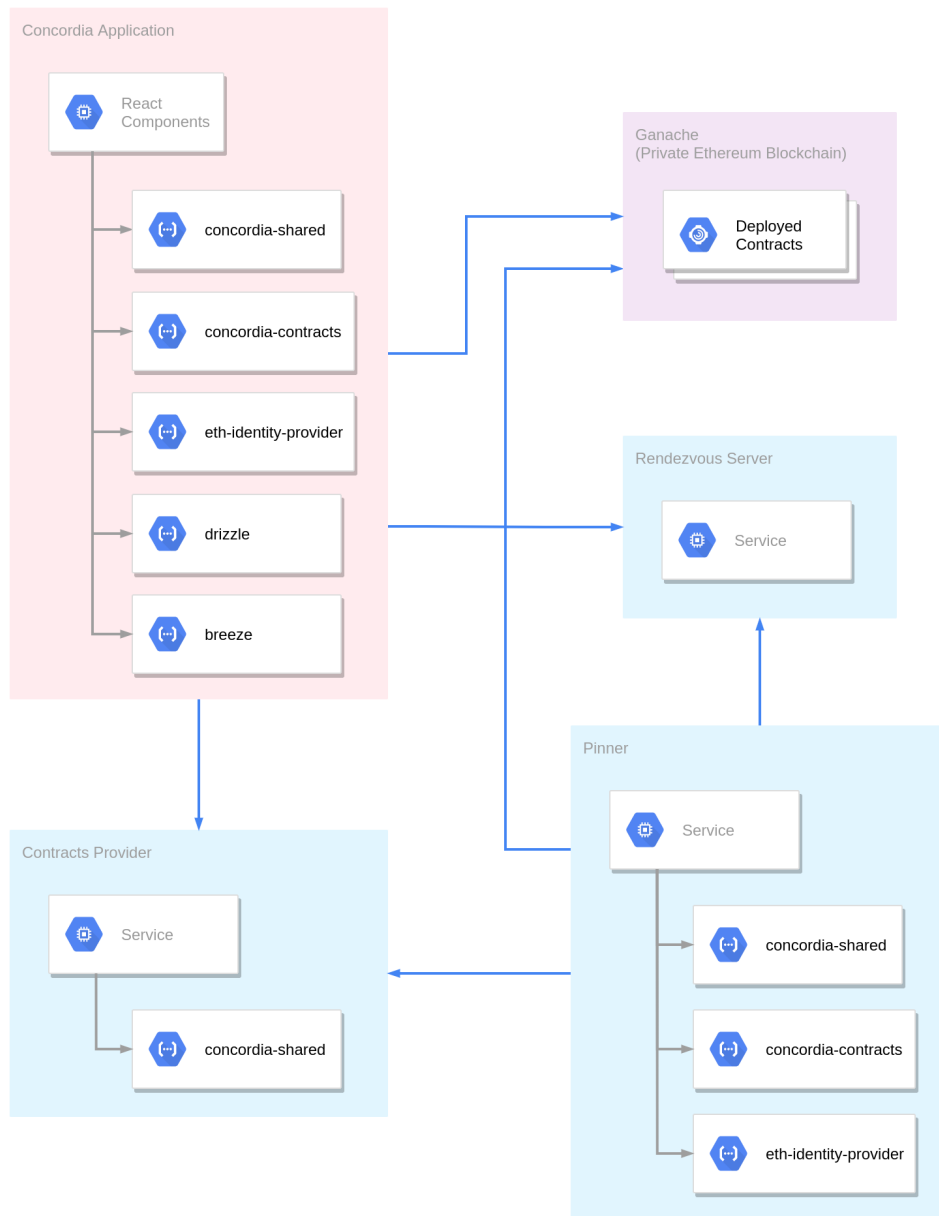 Concordia Application
React
Components
concordia-shared
concordia-contracts
eth-identity-provider
drizzle
breeze
Ganache
(Private Ethereum Blockchain)
Deployed
Contracts
Rendezvous Server
Service
Contracts Provider
Service
concordia-shared
Pinner
Service
concordia-shared
concordia-contracts
eth-identity-provider